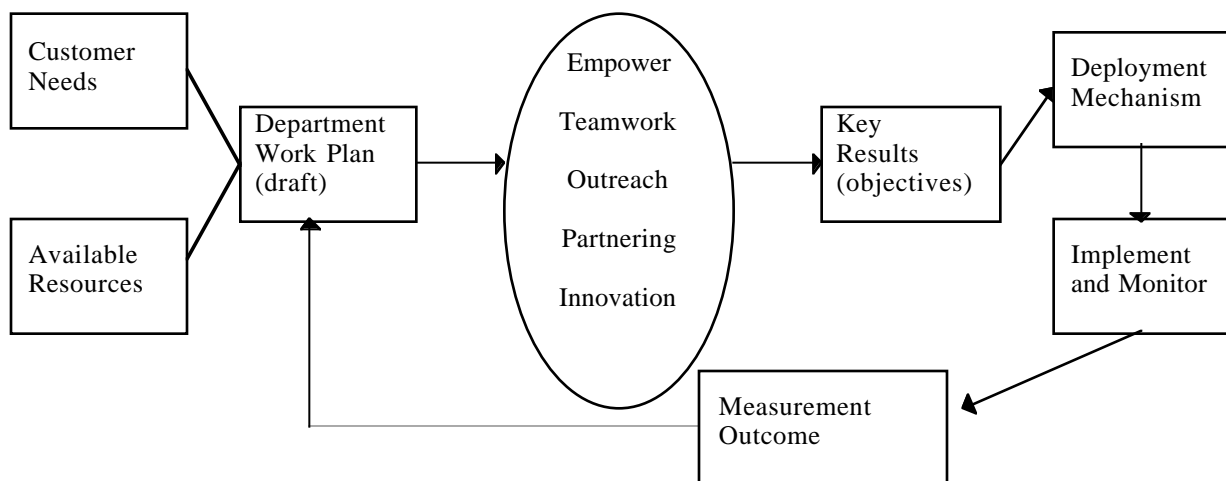 Customer
Needs
Available
Resources
Department
Work Plan
(draft)
Empower
Teamwork
Outreach
Partnering
Innovation
Key
Results
(objectives)
Deployment
Mechanism
Implement
and Monitor
Measurement
Outcome